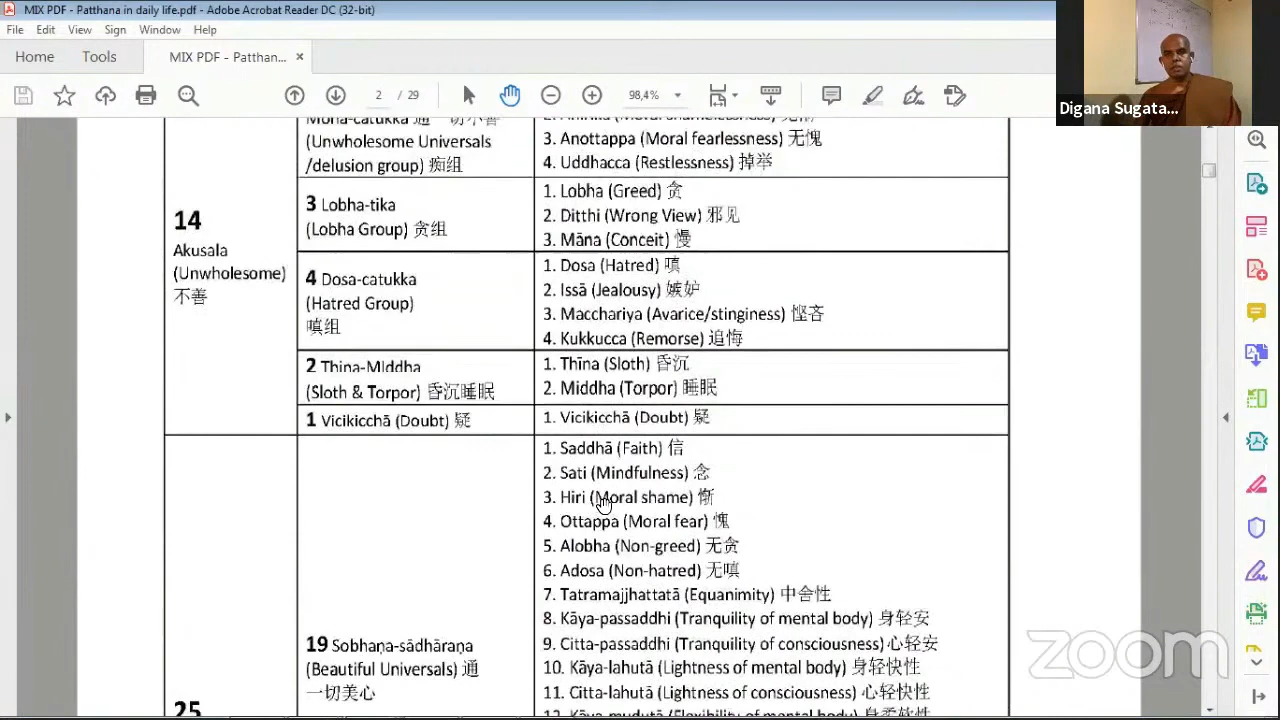 MIX PDF - Patthana in daily life.pdf - Adobe Acrobat Reader DC (32-bit)
File Edit View Sign Window Help
Home Tools MIX PDF - Patthan... ×
2 / 29 98,4%
Digana Sugata...
(Unwholesome Universals
/delusion group) 痴组
3. Anottappa (Moral fearlessness) 无愧
4. Uddhacca (Restlessness) 掉举
14
Akusala
(Unwholesome)
不善
3 Lobha-tika
(Lobha Group) 贪组
1. Lobha (Greed) 贪
2. Ditthi (Wrong View) 邪见
3. Māna (Conceit) 慢
4 Dosa-catukka
(Hatred Group)
嗔组
1. Dosa (Hatred) 嗔
2. Issā (Jealousy) 嫉妒
3. Macchariya (Avarice/stinginess) 悭吝
4. Kukkucca (Remorse) 追悔
2 Thina-MIddha
(Sloth & Torpor) 昏沉睡眠
1. Thīna (Sloth) 昏沉
2. Middha (Torpor) 睡眠
1 Vicikicchā (Doubt) 疑
1. Vicikicchā (Doubt) 疑
25
19 Sobhaṇa-sādhāraṇa
(Beautiful Universals) 通
一切美心
1. Saddhā (Faith) 信
2. Sati (Mindfulness) 念
3. Hiri (Moral shame) 惭
4. Ottappa (Moral fear) 愧
5. Alobha (Non-greed) 无贪
6. Adosa (Non-hatred) 无嗔
7. Tatramajjhattatā (Equanimity) 中舍性
8. Kāya-passaddhi (Tranquility of mental body) 身轻安
9. Citta-passaddhi (Tranquility of consciousness) 心轻安
10. Kāya-lahutā (Lightness of mental body) 身轻快性
11. Citta-lahutā (Lightness of consciousness) 心轻快性
12. Kāya-mudutā (Flexibility of mental body) 身柔软性
zoom